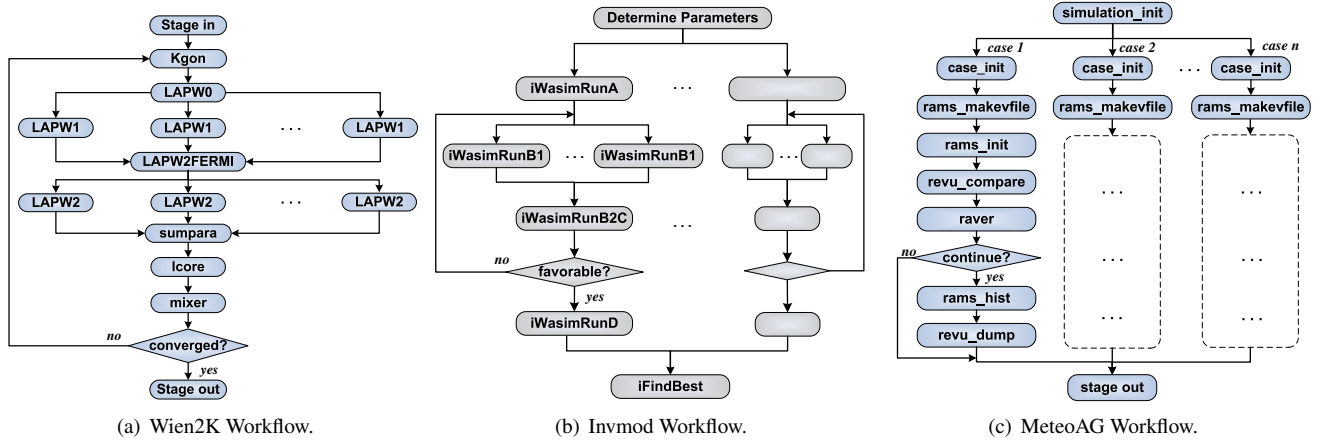 Stage in
Kgon
LAPW0
LAPW1
LAPW1
. . .
LAPW1
LAPW2FERMI
LAPW2
LAPW2
. . .
LAPW2
sumpara
lcore
mixer
no
converged?
yes
Stage out
(a) Wien2K Workflow.
Determine Parameters
iWasimRunA
. . .
iWasimRunB1
. . .
iWasimRunB1
. . .
iWasimRunB2C
. . .
no
favorable?
yes
iWasimRunD
iFindBest
(b) Invmod Workflow.
simulation_init
case 1
case 2
case n
case_init
case_init
. . .
case_init
rams_makevfile
rams_makevfile
rams_makevfile
rams_init
revu_compare
. . .
. . .
raver
no
continue?
. . .
. . .
yes
rams_hist
. . .
. . .
revu_dump
stage out
(c) MeteoAG Workflow.